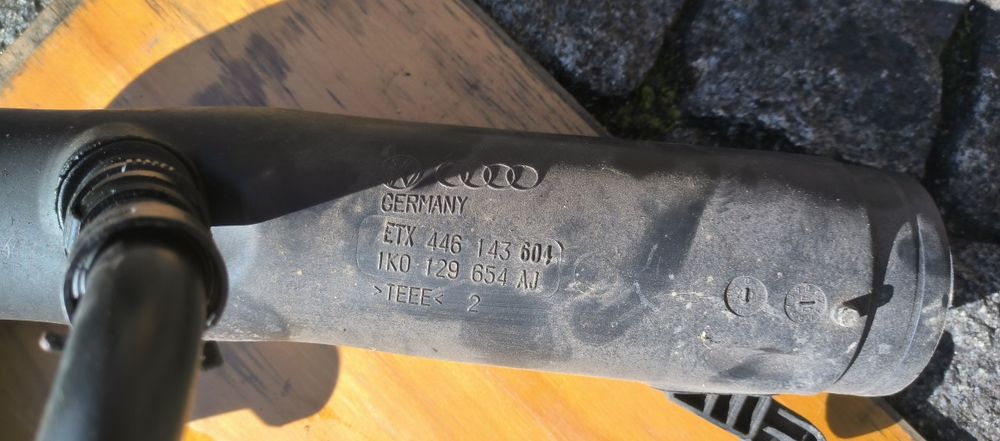 GERMANY
ETX 446 143 604
1K0 129 654 AJ
>TEEE< 2